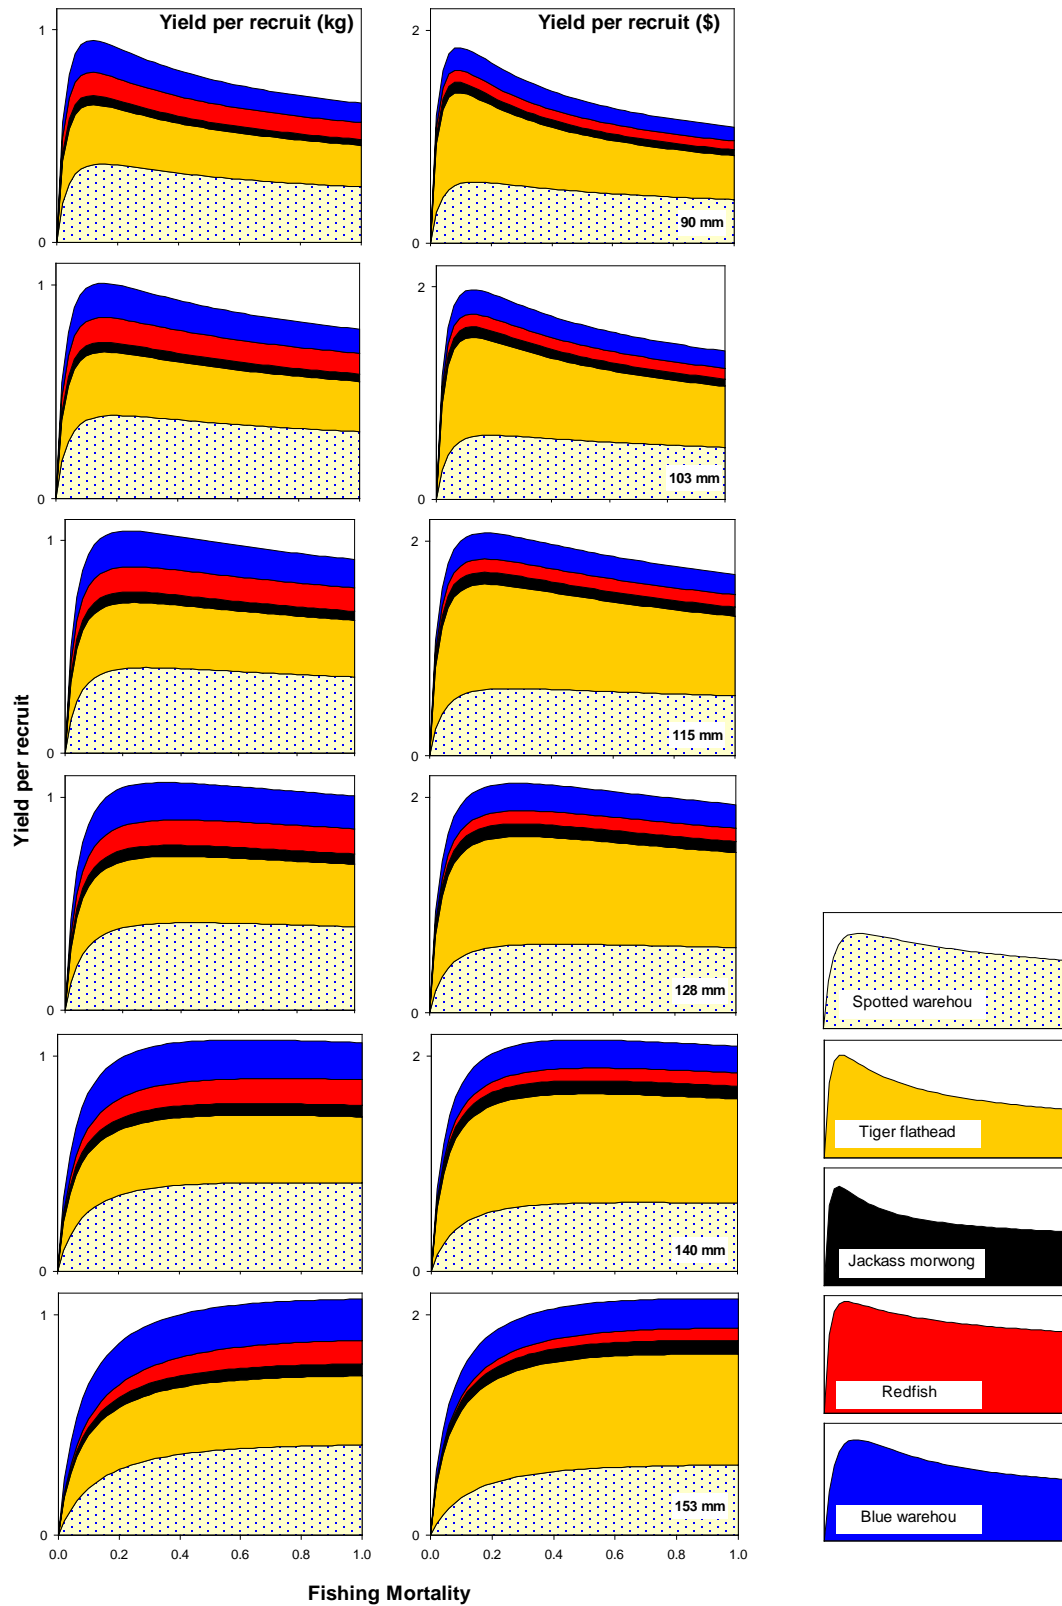 Yield per recruit (kg)
Yield per recruit ($)
1
0
2
0
90 mm
1
0
2
0
103 mm
1
0
2
0
115 mm
Yield per recruit
1
0
2
0
128 mm
Spotted warehou
1
0
2
0
140 mm
Tiger flathead
Jackass morwong
1
0
2
0
153 mm
Redfish
Blue warehou
0.0 0.2 0.4 0.6 0.8 1.0
0.0 0.2 0.4 0.6 0.8 1.0
Fishing Mortality